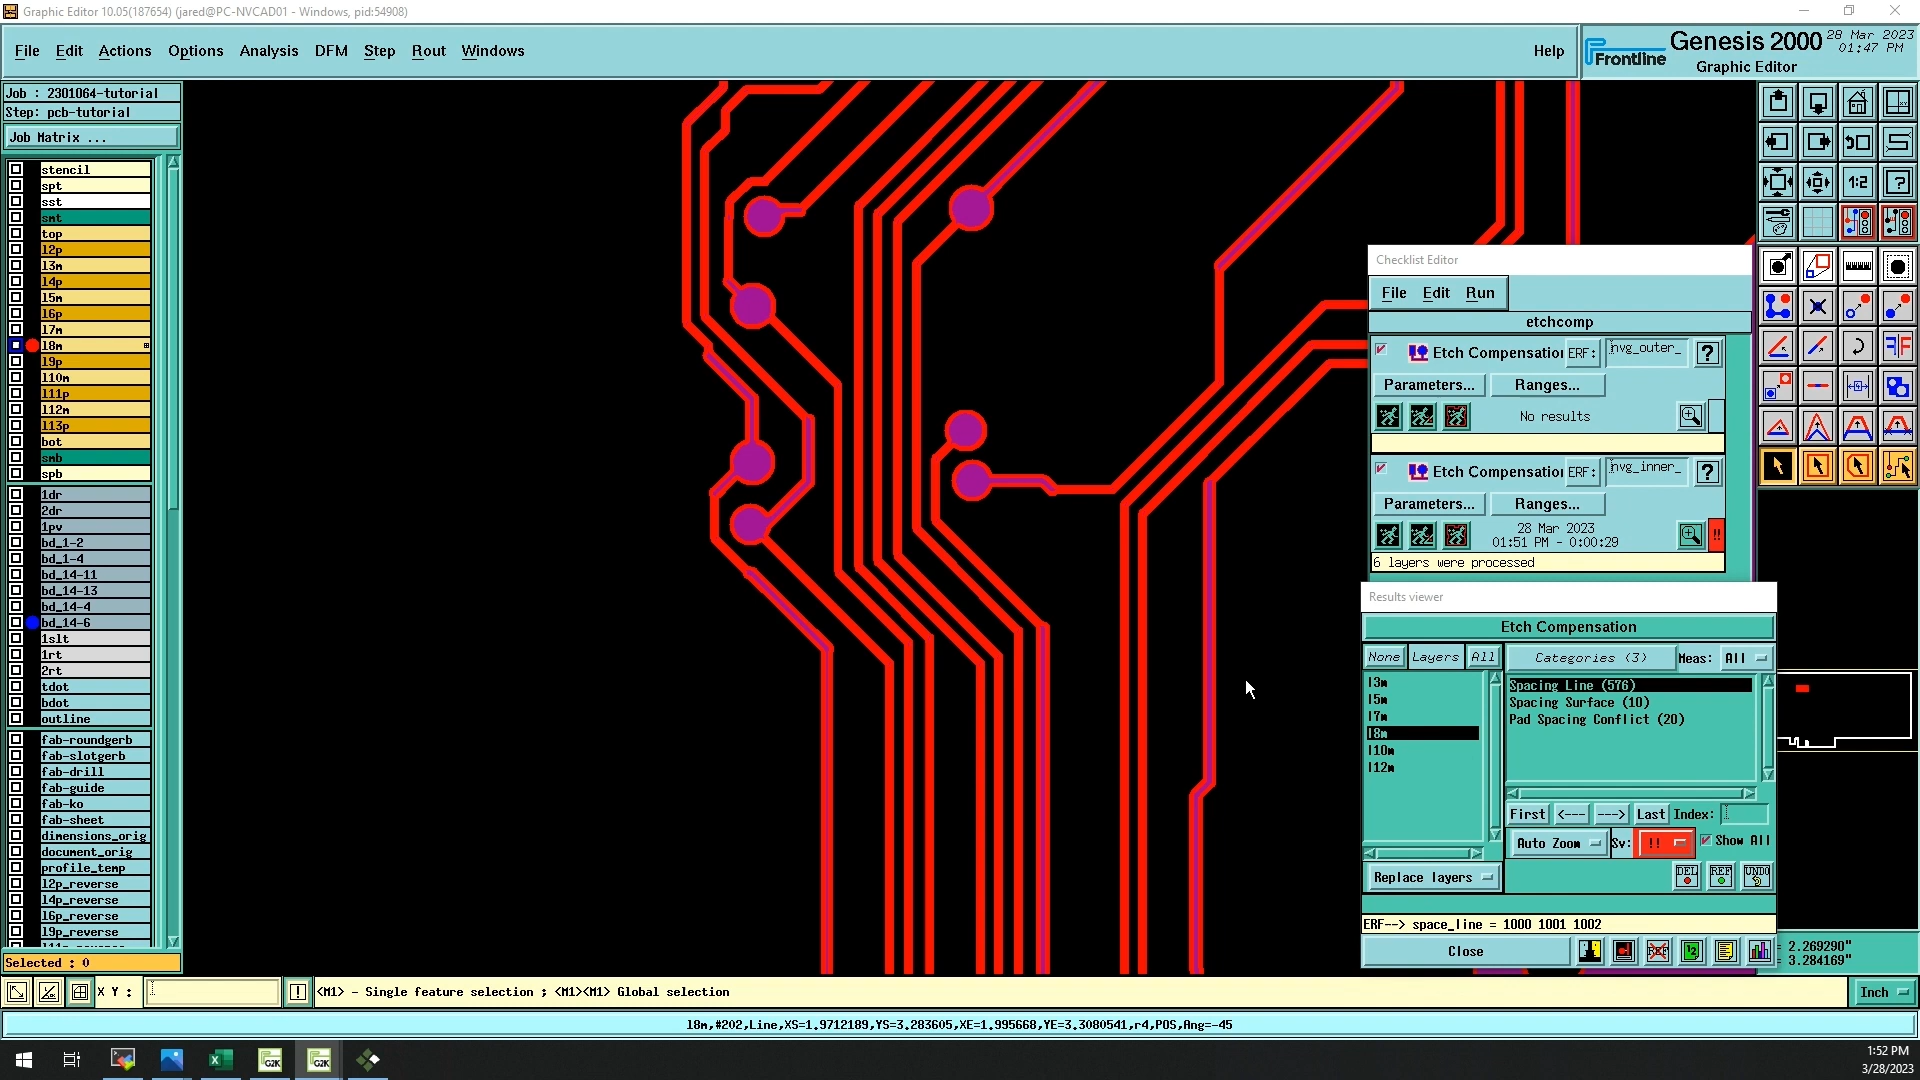 Graphic Editor 10.05(187654) (jared@PC-NVCAD01 - Windows, pid:54908)
File Edit Actions Options Analysis DFM Step Rout Windows Help
Frontline Genesis 2000 28 Mar 2023
01:47 PM
Graphic Editor
Job : 2301064-tutorial
Step: pcb-tutorial
Job Matrix ...
stencil
spt
sst
smt
top
l2p
l3m
l4p
l5m
l6p
l7m
l8m
l9p
l10m
l11p
l12m
l13p
bot
smb
spb
1dr
2dr
1pv
bd_1-2
bd_1-4
bd_14-11
bd_14-13
bd_14-4
bd_14-6
1slt
1rt
2rt
tdot
bdot
outline
fab-roundgerb
fab-slotgerb
fab-drill
fab-guide
fab-ko
fab-sheet
dimensions_orig
document_orig
profile_temp
l2p_reverse
l4p_reverse
l6p_reverse
l9p_reverse
Selected : 0
1:2
Checklist Editor
File Edit Run
etchcomp
Etch Compensation ERF: nvg_outer_ ?
Parameters... Ranges...
No results
Etch Compensation ERF: nvg_inner_ ?
Parameters... Ranges...
28 Mar 2023
01:51 PM - 0:00:29 !!
6 layers were processed
Results viewer
Etch Compensation
None Layers All Categories (3) Meas: All
l3m
l5m
l7m
l8m
l10m
l12m
Spacing Line (576)
Spacing Surface (10)
Pad Spacing Conflict (20)
First <--- ---> Last Index:
Auto Zoom Sv: !! Show All
Replace layers DEL REF UNDO
ERF--> space_line = 1000 1001 1002
Close
2.269290"
3.284169"
X Y : ! <M1> - Single feature selection ; <M1><M1> Global selection Inch
l8m,#202,Line,XS=1.9712189,YS=3.283605,XE=1.995668,YE=3.3080541,r4,POS,Ang=-45
G2K
G2K
1:52 PM
3/28/2023